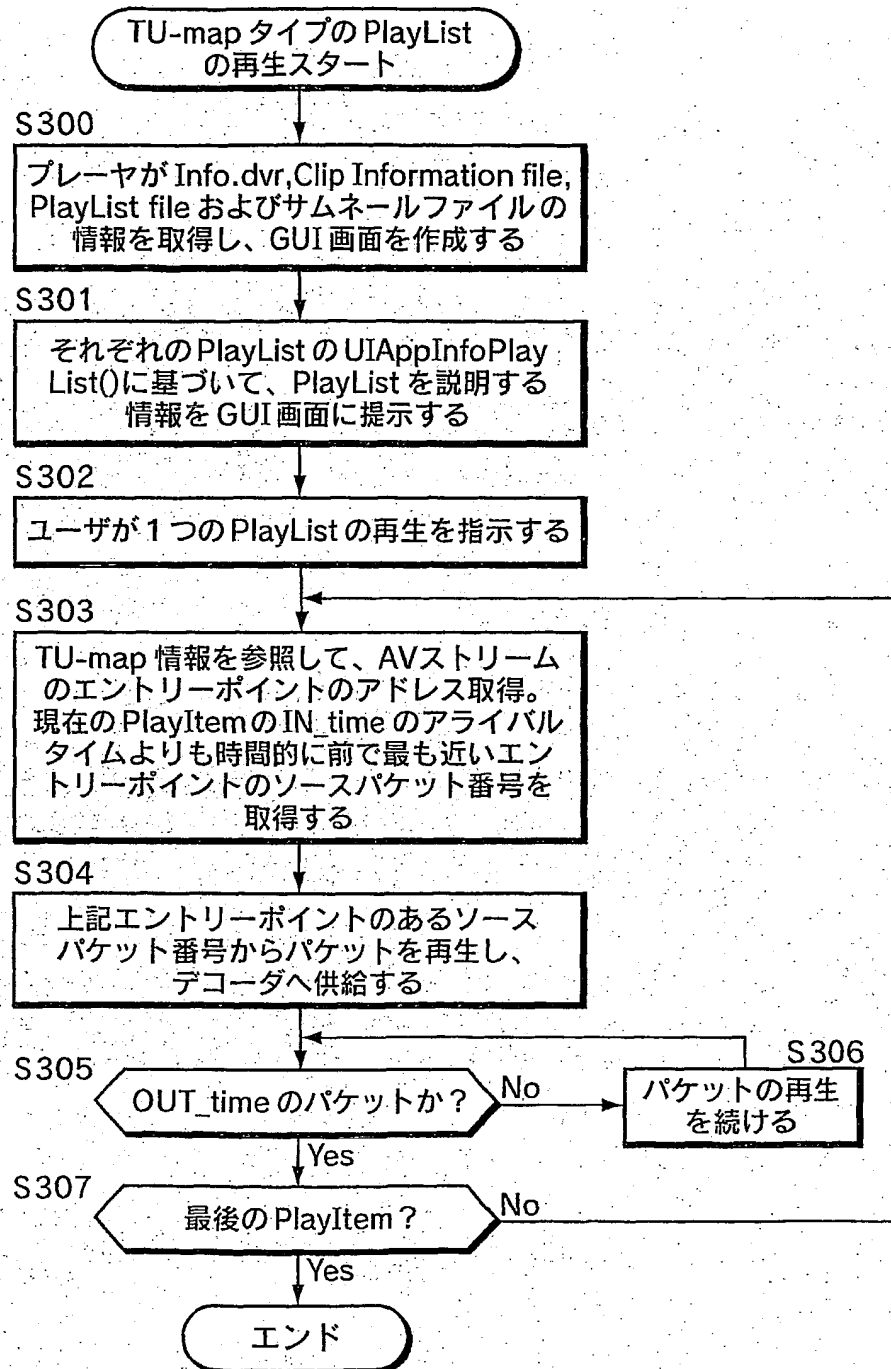 TU-map タイプの PlayList
の再生スタート
S300
プレーヤが Info.dvr,Clip Information file,
PlayList file およびサムネールファイルの
情報を取得し、GUI 画面を作成する
S301
それぞれの PlayList の UIAppInfoPlay
List()に基づいて、PlayList を説明する
情報を GUI 画面に提示する
S302
ユーザが 1 つの PlayList の再生を指示する
S303
TU-map 情報を参照して、AVストリーム
のエントリーポイントのアドレス取得。
現在の PlayItem の IN_time のアライバル
タイムよりも時間的に前で最も近いエン
トリーポイントのソースパケット番号を
取得する
S304
上記エントリーポイントのあるソース
パケット番号からパケットを再生し、
デコーダへ供給する
S305
OUT_time のパケットか？
No
S306
パケットの再生
を続ける
Yes
S307
最後の PlayItem？
No
Yes
エンド